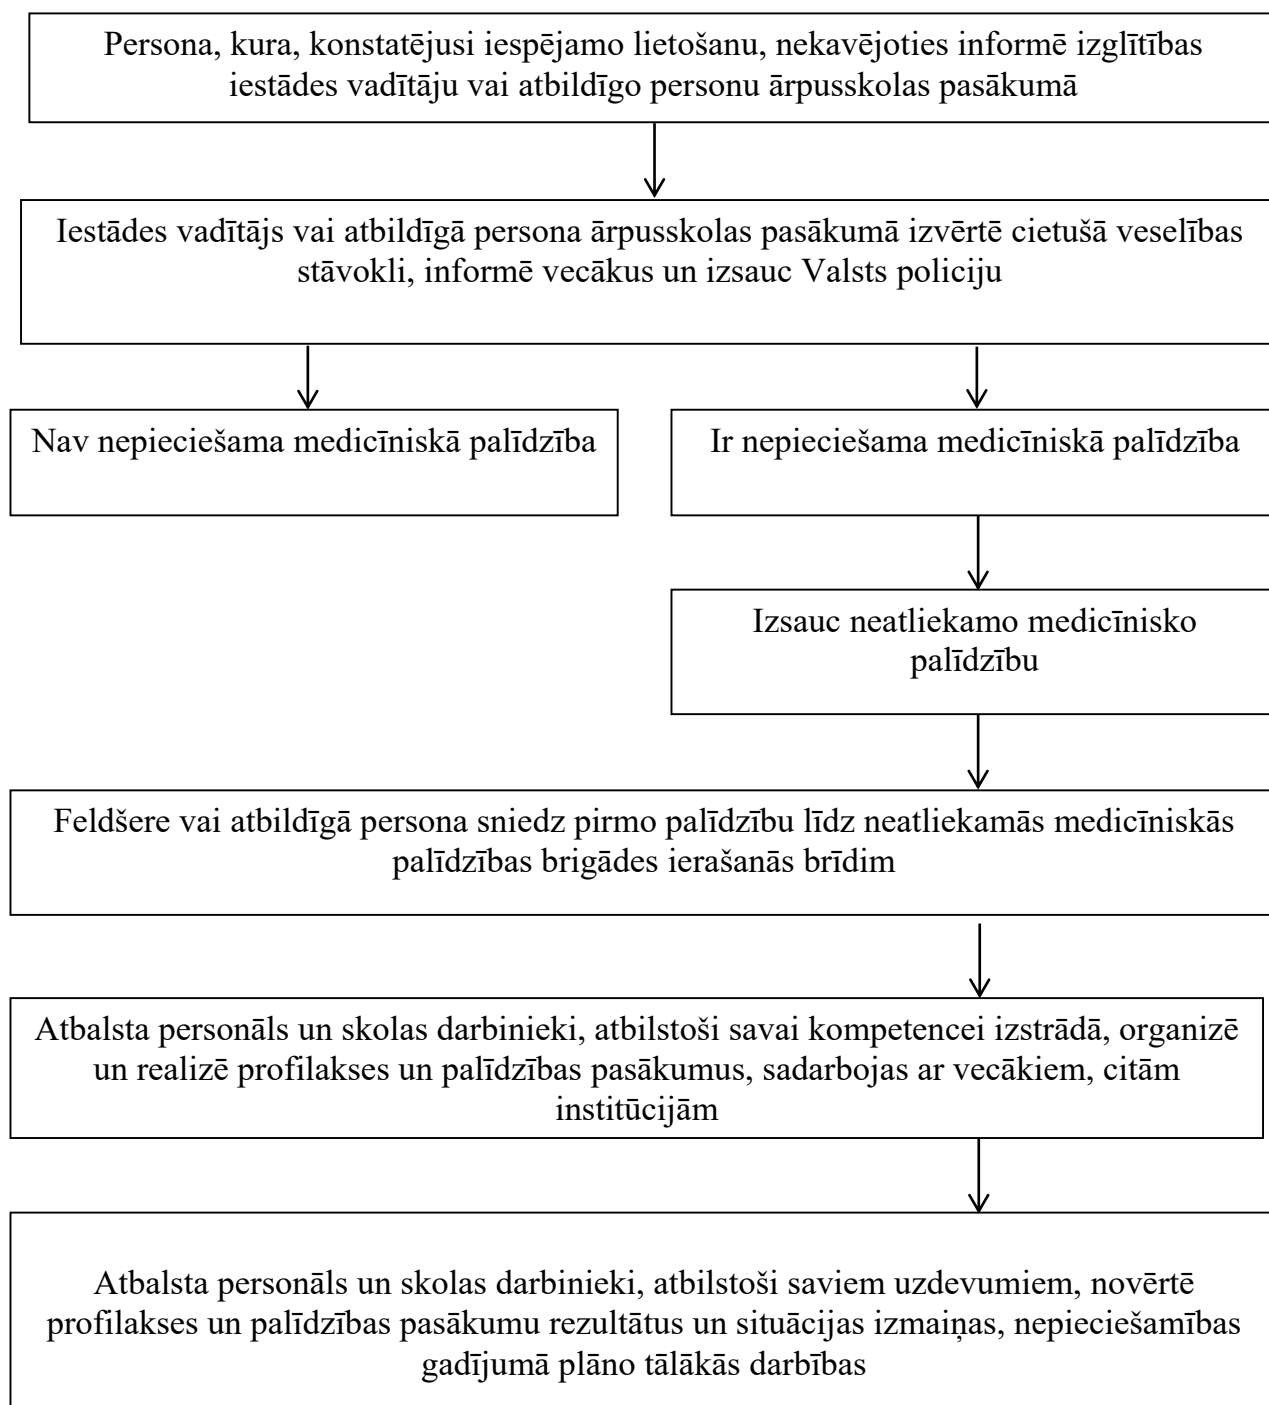 Persona, kura, konstatējusi iespējamo lietošanu, nekavējoties informē izglītības
iestādes vadītāju vai atbildīgo personu ārpusskolas pasākumā
Iestādes vadītājs vai atbildīgā persona ārpusskolas pasākumā izvērtē cietušā veselības
stāvokli, informē vecākus un izsauc Valsts policiju
Nav nepieciešama medicīniskā palīdzība
Ir nepieciešama medicīniskā palīdzība
Izsauc neatliekamo medicīnisko
palīdzību
Feldšere vai atbildīgā persona sniedz pirmo palīdzību līdz neatliekamās medicīniskās
palīdzības brigādes ierašanās brīdim
Atbalsta personāls un skolas darbinieki, atbilstoši savai kompetencei izstrādā, organizē
un realizē profilakses un palīdzības pasākumus, sadarbojas ar vecākiem, citām
institūcijām
Atbalsta personāls un skolas darbinieki, atbilstoši saviem uzdevumiem, novērtē
profilakses un palīdzības pasākumu rezultātus un situācijas izmaiņas, nepieciešamības
gadījumā plāno tālākās darbības